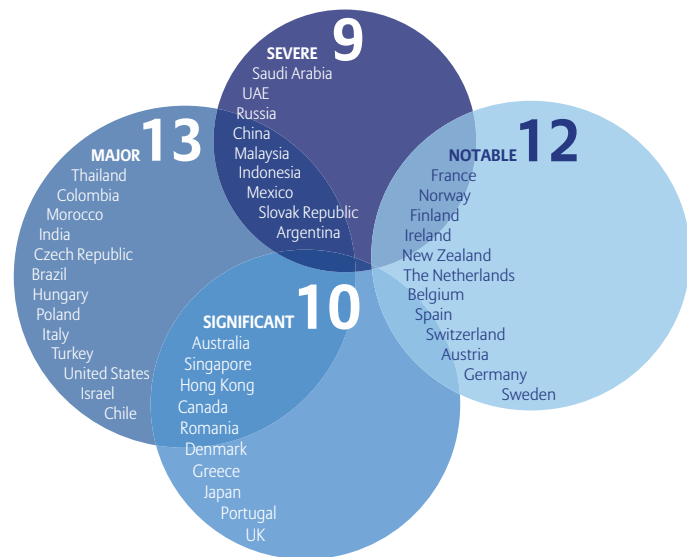 SEVERE 9
Saudi Arabia
UAE
Russia
China
Malaysia
Indonesia
Mexico
Slovak Republic
Argentina
MAJOR 13
Thailand
Colombia
Morocco
India
Czech Republic
Brazil
Hungary
Poland
Italy
Turkey
United States
Israel
Chile
NOTABLE 12
France
Norway
Finland
Ireland
New Zealand
The Netherlands
Belgium
Spain
Switzerland
Austria
Germany
Sweden
SIGNIFICANT 10
Australia
Singapore
Hong Kong
Canada
Romania
Denmark
Greece
Japan
Portugal
UK